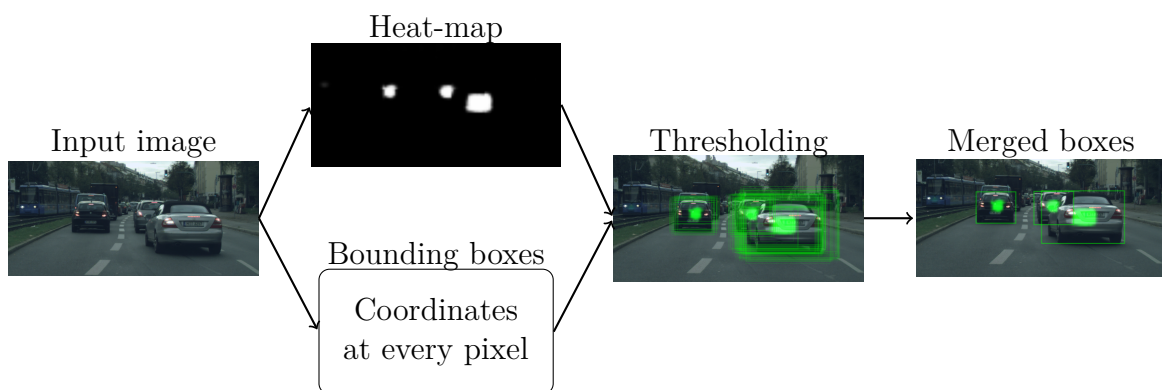 Heat-map
Input image
Bounding boxes
Coordinates
at every pixel
Thresholding
Merged boxes